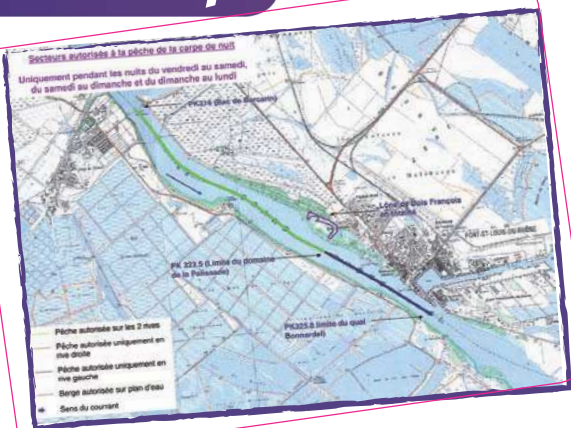 Secteurs autorisés à la pêche de la carpe de nuit
Uniquement pendant les nuits du vendredi au samedi,
du samedi au dimanche et du dimanche au lundi
PK316 (Bac de Barcarin)
Lône de Bois François
PORT-ST-LOUIS-DU-RHÔNE
PK 323.5 (Limite du domaine
de la Palissade)
PK325.8 limite du quai
Bonnardel)
Pêche autorisée sur les 2 rives
Pêche autorisée uniquement en
rive droite
Pêche autorisée uniquement en
rive gauche
Berge autorisée sur plan d'eau
Sens du courrant